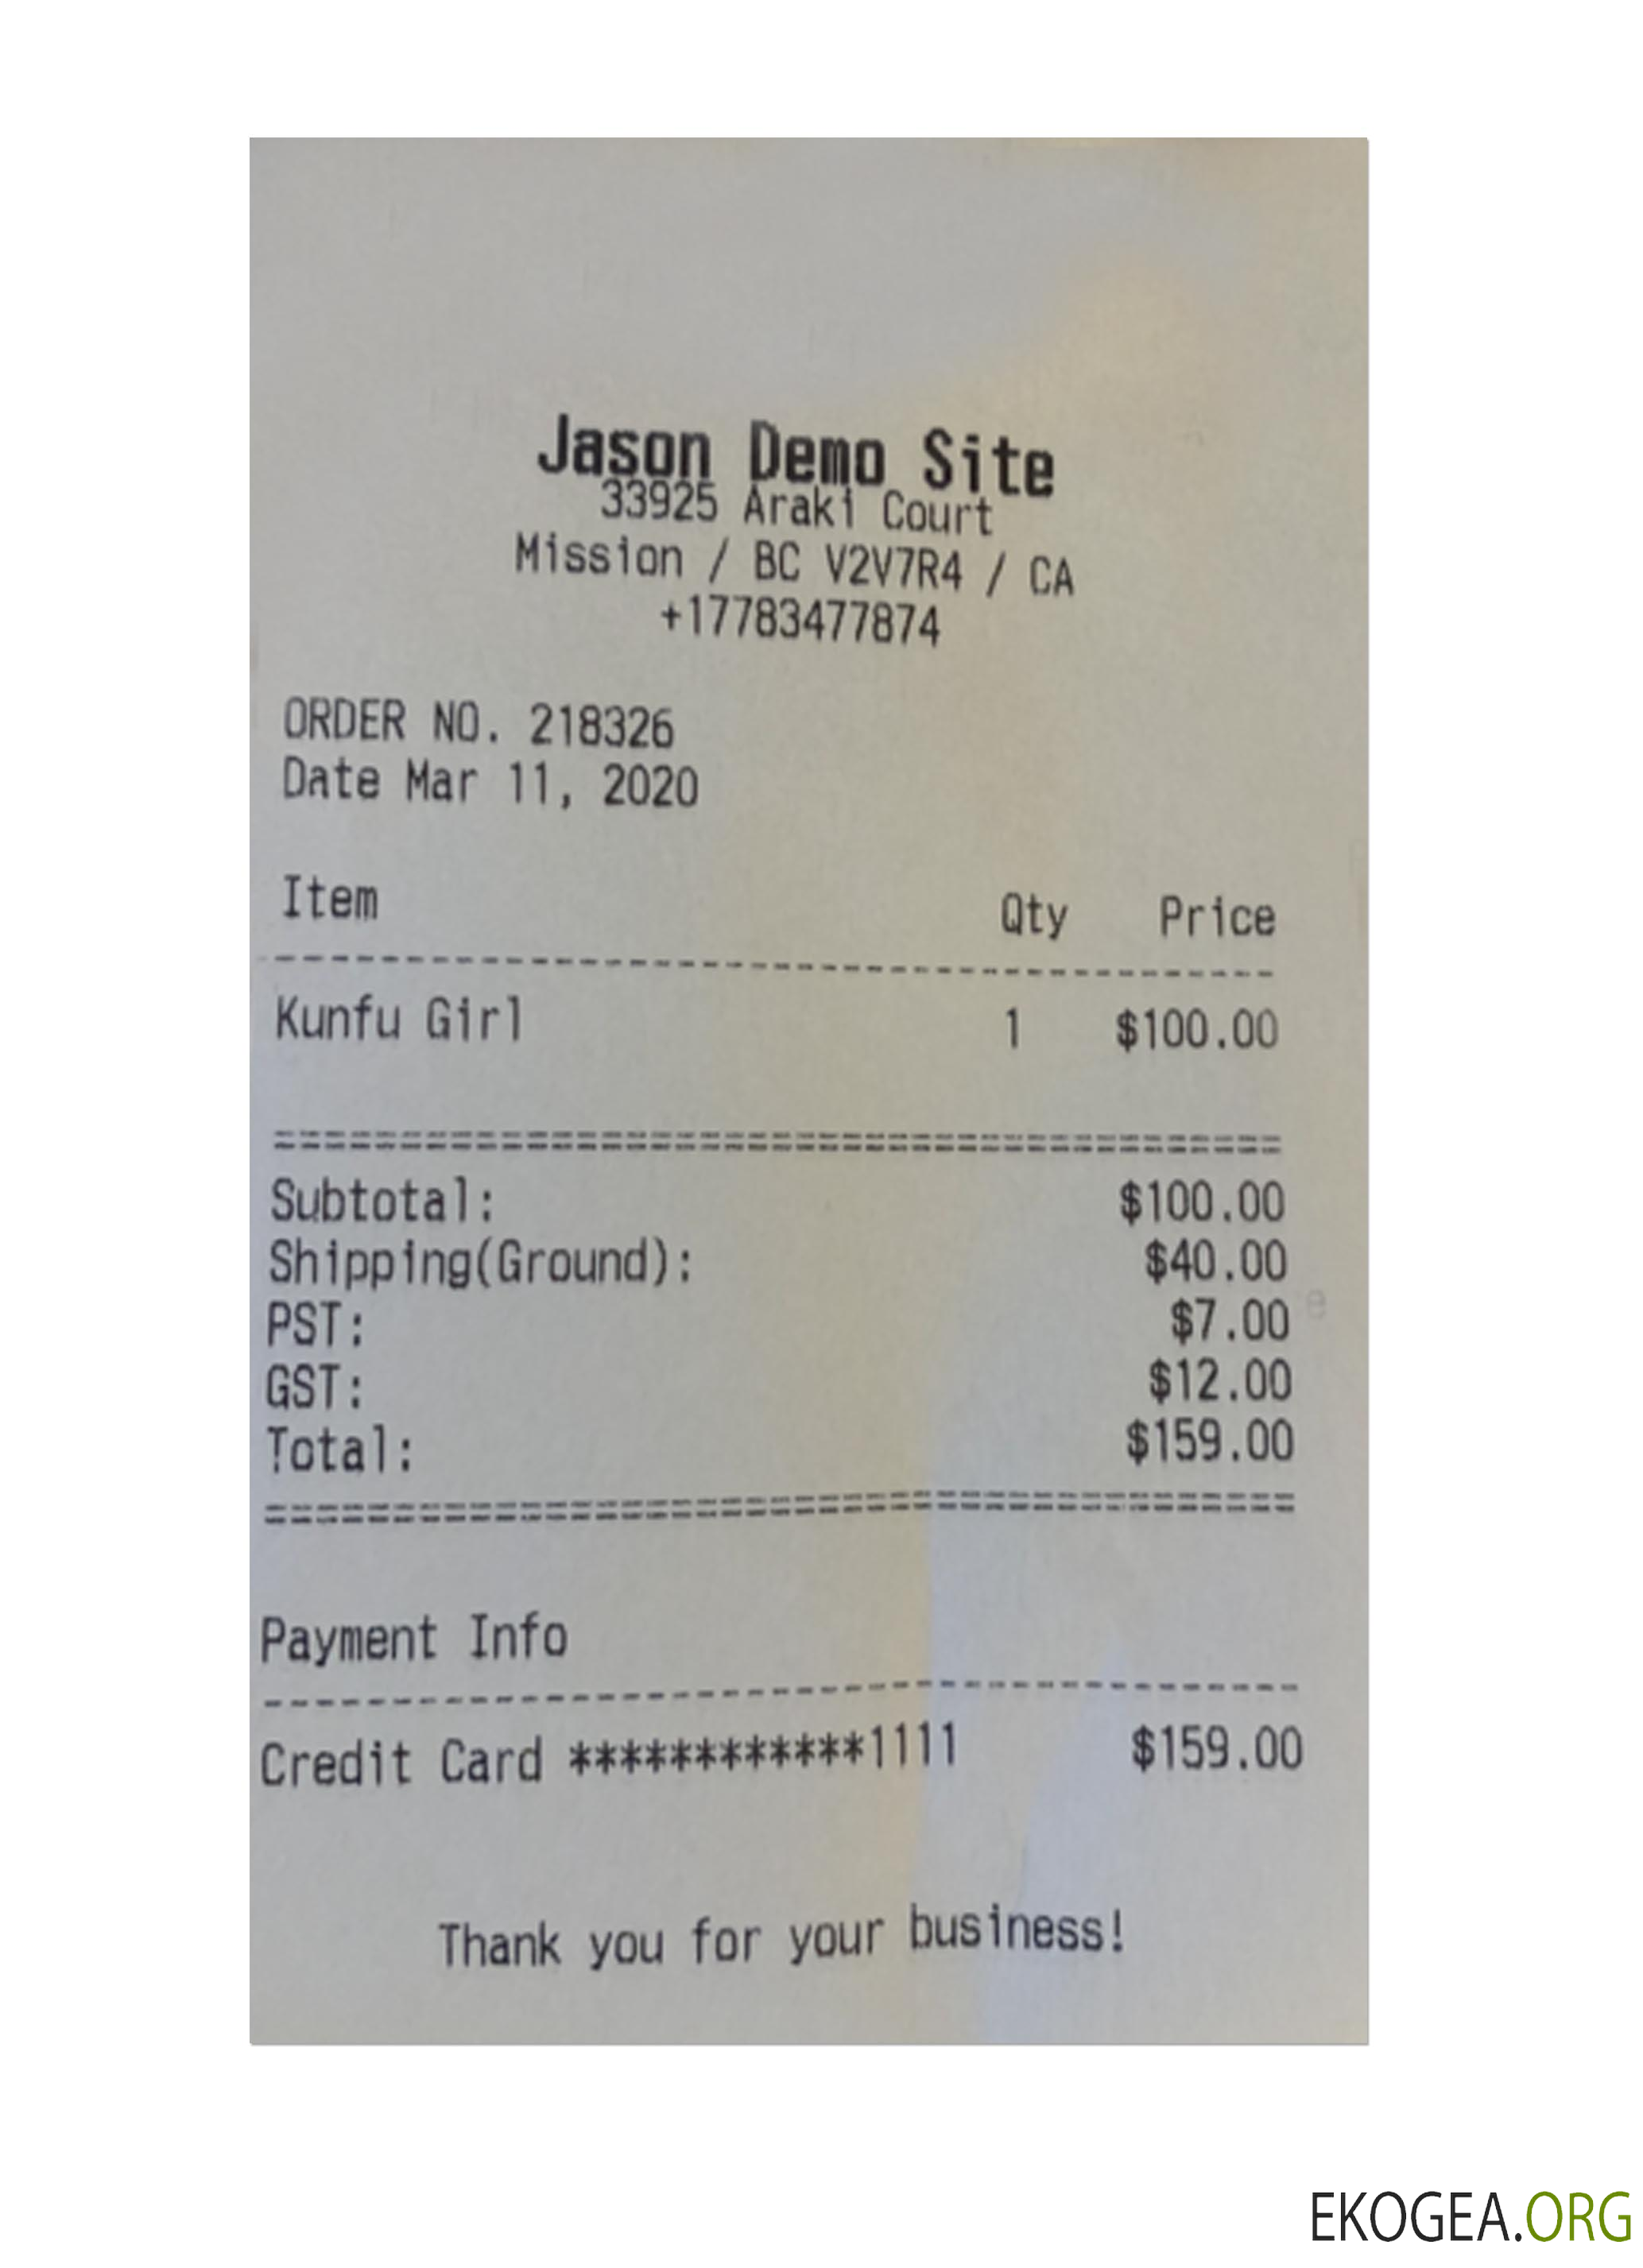 Jason Demo Site
33925 Araki Court
Mission / BC V2V7R4 / CA
+17783477874
ORDER NO. 218326
Date Mar 11, 2020
Item Qty Price
--------------------------------
Kunfu Girl 1 $100.00
================================
Subtotal: $100.00
Shipping(Ground): $40.00
PST: $7.00
GST: $12.00
Total: $159.00
================================
Payment Info
--------------------------------
Credit Card ************1111 $159.00
Thank you for your business!
EKOGEA.ORG